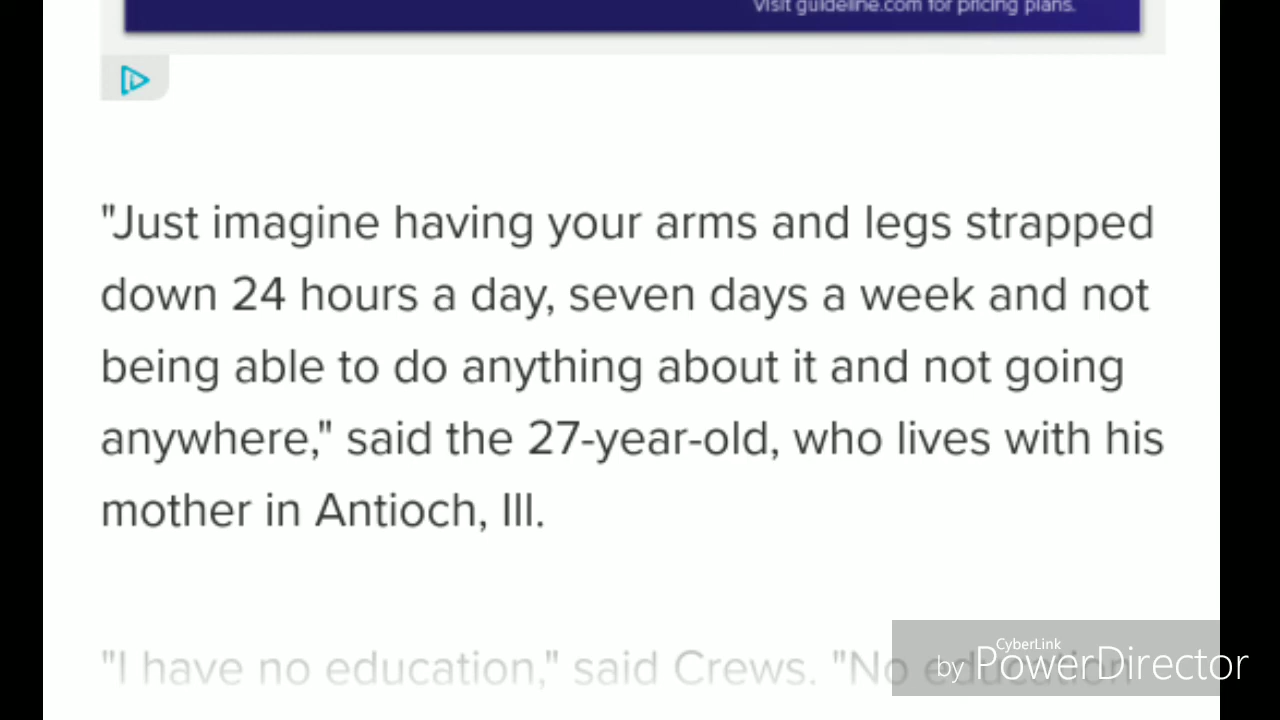 Visit guideline.com for pricing plans.
"Just imagine having your arms and legs strapped
down 24 hours a day, seven days a week and not
being able to do anything about it and not going
anywhere," said the 27-year-old, who lives with his
mother in Antioch, Ill.
"I have no education," said Crews. "No education
CyberLink
by PowerDirector